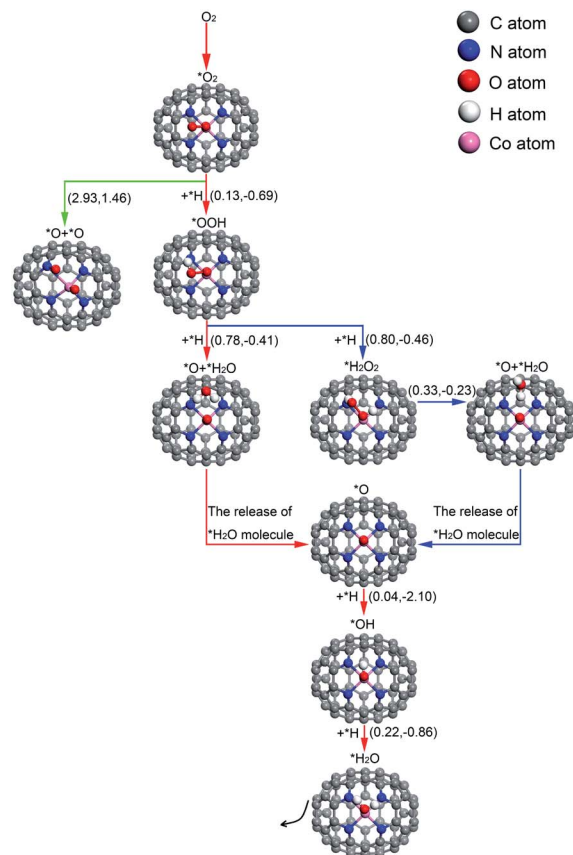 O2
C atom
N atom
O atom
H atom
Co atom
*O2
(2.93,1.46)
+*H (0.13,-0.69)
*O+*O
*OOH
+*H (0.78,-0.41)
+*H (0.80,-0.46)
*O+*H2O
*H2O2
(0.33,-0.23)
*O+*H2O
The release of
*H2O molecule
*O
The release of
*H2O molecule
+*H (0.04,-2.10)
*OH
+*H (0.22,-0.86)
*H2O